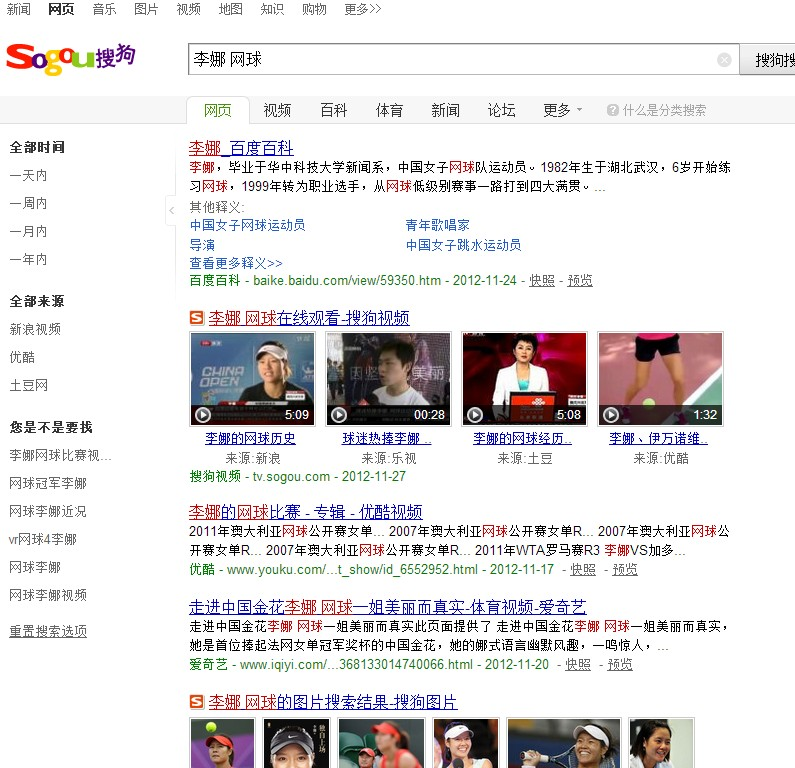 新闻 网页 音乐 图片 视频 地图 知识 购物 更多>>
Sogou搜狗
李娜 网球
搜狗搜
网页 视频 百科 体育 新闻 论坛 更多 什么是分类搜索
全部时间
一天内
一周内
一月内
一年内
全部来源
新浪视频
优酷
土豆网
您是不是要找
李娜网球比赛视...
网球冠军李娜
网球李娜近况
vr网球4李娜
网球李娜
网球李娜视频
重置搜索选项
李娜_百度百科
李娜，毕业于华中科技大学新闻系，中国女子网球队运动员。1982年生于湖北武汉，6岁开始练
习网球，1999年转为职业选手，从网球低级别赛事一路打到四大满贯。...
其他释义:
中国女子网球运动员 青年歌唱家
导演 中国女子跳水运动员
查看更多释义>>
百度百科 - baike.baidu.com/view/59350.htm - 2012-11-24 - 快照 - 预览
李娜 网球在线观看-搜狗视频
CHINA
OPEN
5:09 00:28 5:08 1:32
李娜的网球历史 球迷热捧李娜 .. 李娜的网球经历.. 李娜、伊万诺维..
来源:新浪 来源:乐视 来源:土豆 来源:优酷
搜狗视频 - tv.sogou.com - 2012-11-27
李娜的网球比赛 - 专辑 - 优酷视频
2011年澳大利亚网球公开赛女单... 2007年澳大利亚网球公开赛女单R... 2007年澳大利亚网球公
开赛女单R... 2007年澳大利亚网球公开赛女单R... 2011年WTA罗马赛R3 李娜VS加多...
优酷 - www.youku.com/...t_show/id_6552952.html - 2012-11-17 - 快照 - 预览
走进中国金花李娜 网球一姐美丽而真实-体育视频-爱奇艺
走进中国金花李娜 网球一姐美丽而真实此页面提供了 走进中国金花李娜 网球一姐美丽而真实，
她是首位捧起法网女单冠军奖杯的中国金花，她的娜式语言幽默风趣，一鸣惊人，...
爱奇艺 - www.iqiyi.com/...368133014740066.html - 2012-11-20 - 快照 - 预览
李娜 网球的图片搜索结果-搜狗图片